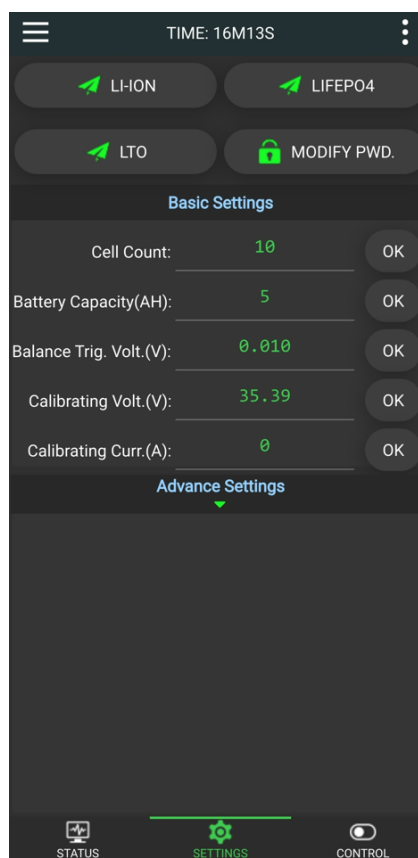 TIME: 16M13S
LI-ION LIFEPO4
LTO MODIFY PWD.
Basic Settings
Cell Count: 10 OK
Battery Capacity(AH): 5 OK
Balance Trig. Volt.(V): 0.010 OK
Calibrating Volt.(V): 35.39 OK
Calibrating Curr.(A): 0 OK
Advance Settings
STATUS SETTINGS CONTROL